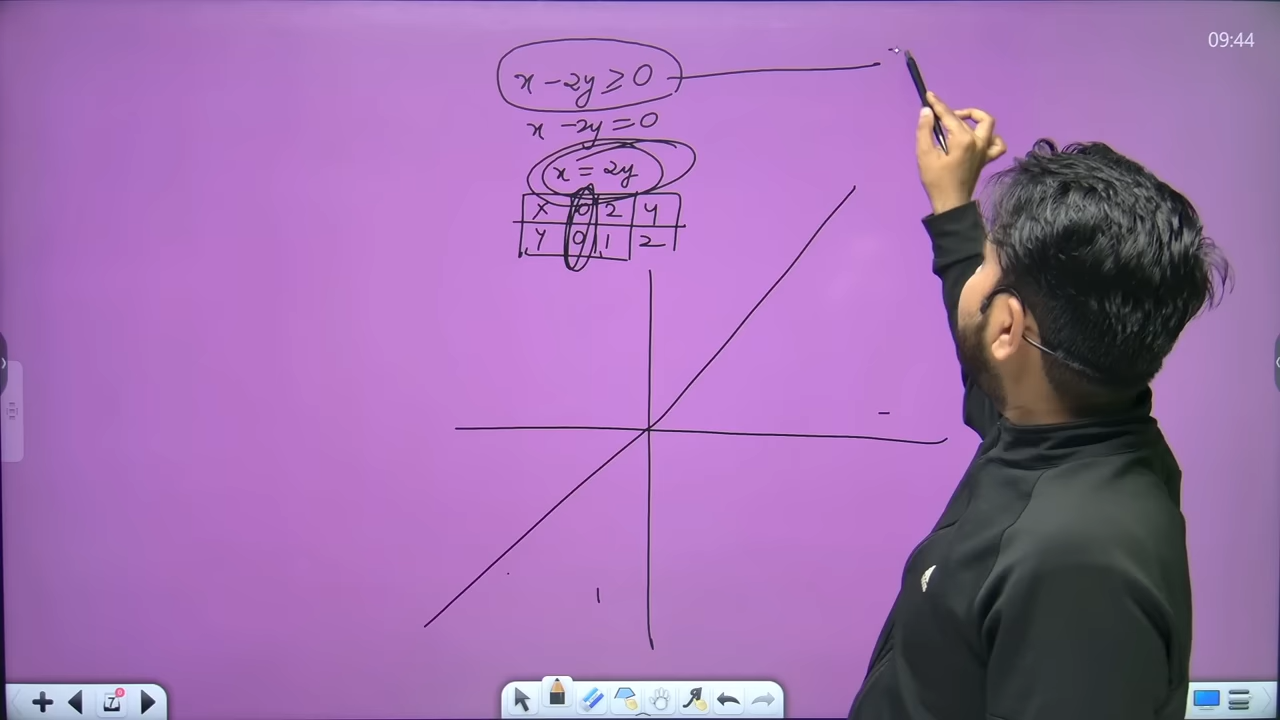 09:44
x - 2y ≥ 0
x - 2y = 0
x = 2y
X 0 2 4
Y 0 1 2